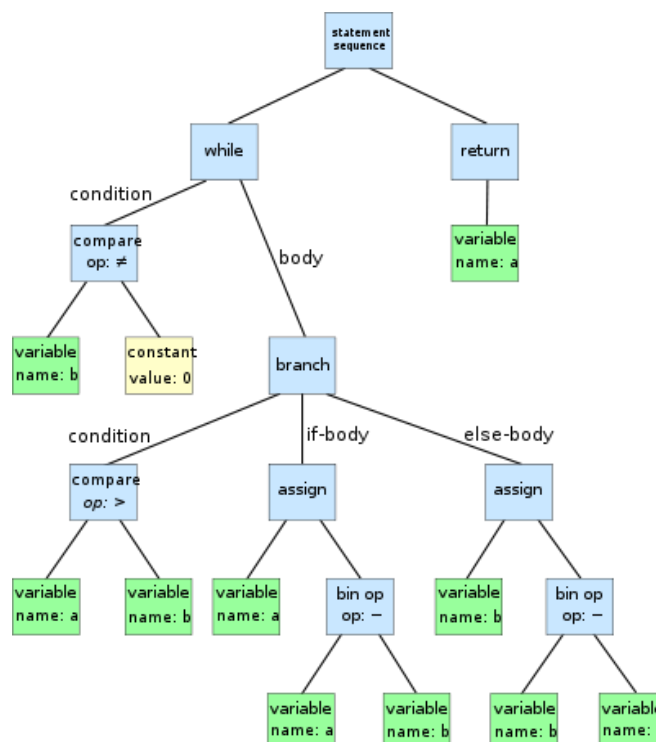 statement
sequence
while
return
condition
body
compare
op: ≠
variable
name: a
variable
name: b
constant
value: 0
branch
condition
if-body
else-body
compare
op: >
assign
assign
variable
name: a
variable
name: b
variable
name: a
bin op
op: −
variable
name: b
bin op
op: −
variable
name: a
variable
name: b
variable
name: b
variable
name: